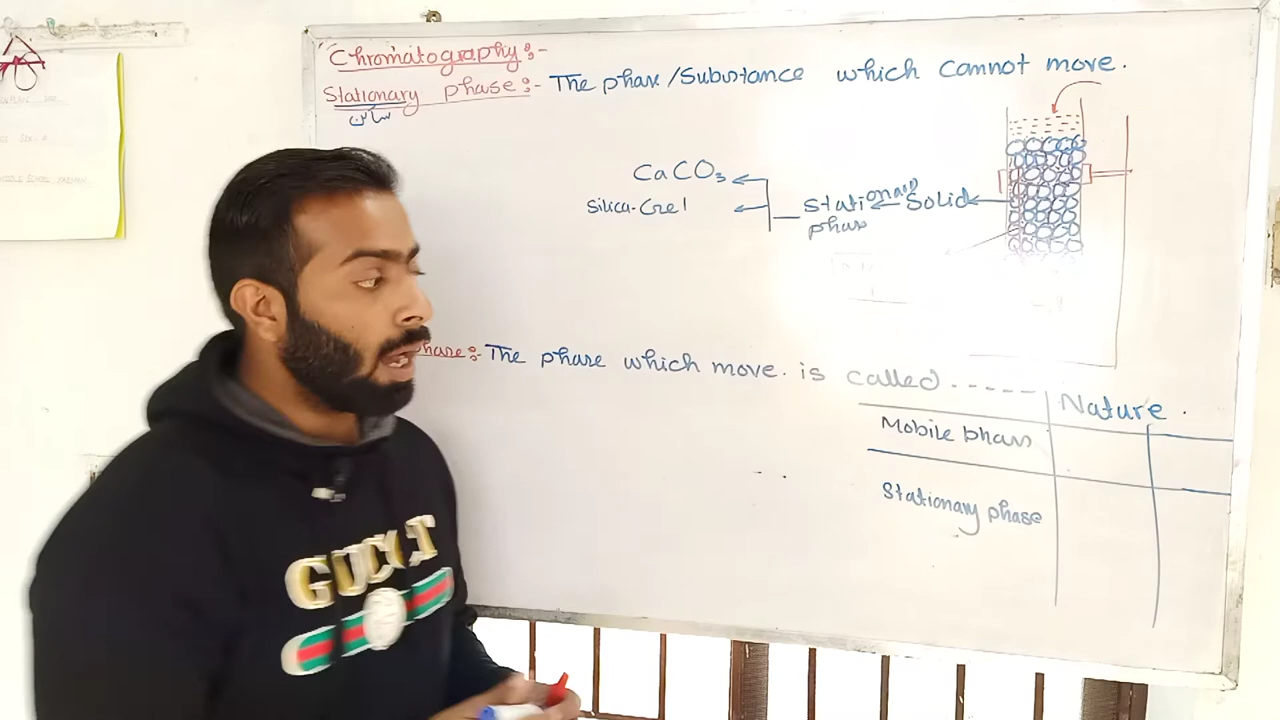 Chromatography:-
Stationary phase:- The phase/Substance which cannot move.
ساکن
CaCO3
Silica-Gel
Stationary phase
Solid
phase:- The phase which move. is called -----
Nature.
Mobile phase
Stationary phase
GUCCI